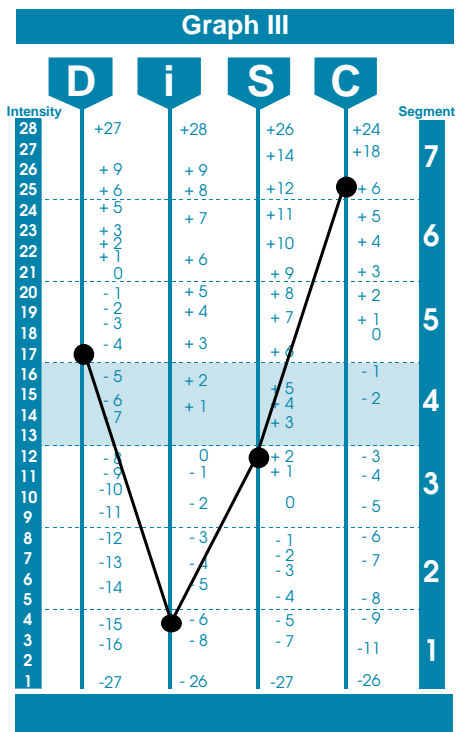 Graph III
D i S C
Intensity Segment
28 +27 +28 +26 +24
27 +14 +18 7
26 + 9 + 9
25 + 6 + 8 +12 + 6
24 + 5 + 7 +11 + 5
23 + 3 6
+ 2 +10 + 4
22 + 1 + 6
21 0 + 9 + 3
20 - 1 + 5 + 8 + 2
19 - 2 + 4 + 7 + 1 5
- 3
18 0
17 - 4 + 3 + 6
16 - 5 + 2 - 1
15 - 6 + 5 - 2 4
+ 1 + 4
14 7 + 3
13
12 - 8 0 + 2 - 3
11 - 9 - 1 + 1 - 4 3
10 -10 - 2 0 - 5
9 -11
8 -12 - 3 - 1 - 6
7 -13 - 4 - 2 - 7 2
6 -14 - 5 - 3
5 - 4 - 8
4 -15 - 6 - 5 - 9
3 -16 - 8 - 7 -11 1
2
1 -27 - 26 -27 -26